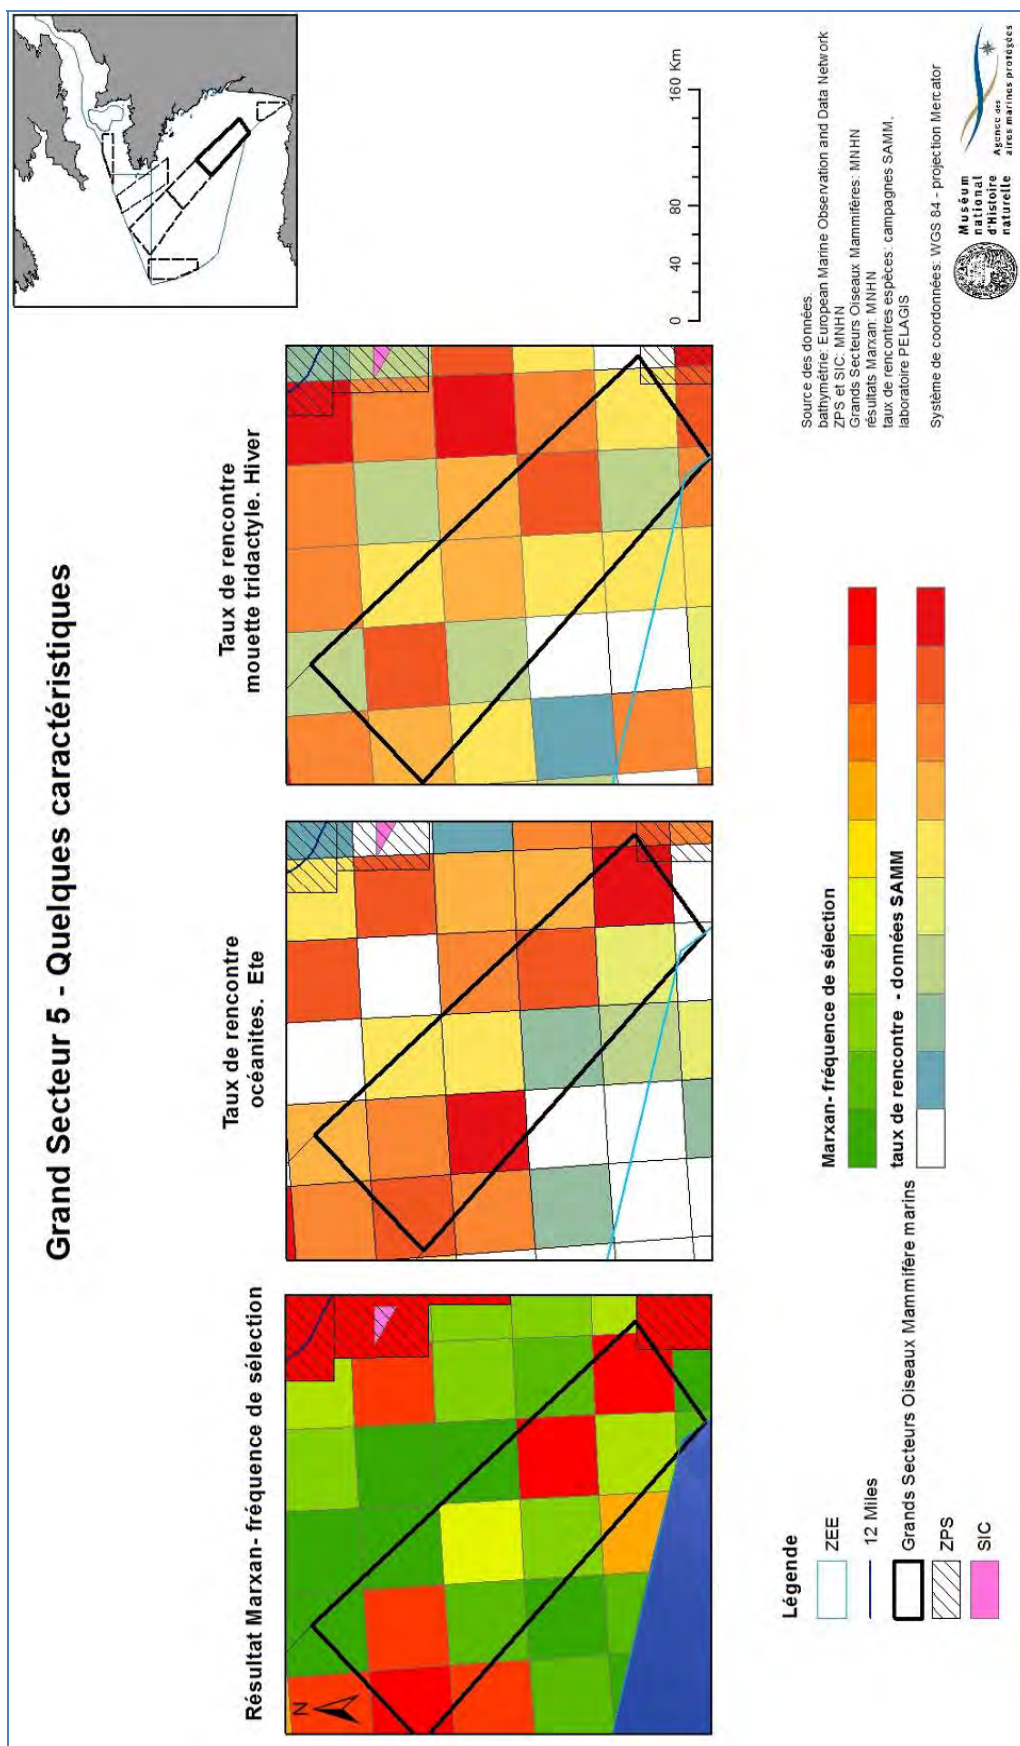 Grand Secteur 5 - Quelques caractéristiques
Résultat Marxan- fréquence de sélection
Taux de rencontre
océanites.  Ete
Taux de rencontre
mouette tridactyle. Hiver
N
0 40 80 160 Km
Légende
ZEE
12 Miles
Grands Secteurs Oiseaux Mammifère marins
ZPS
SIC
Marxan- fréquence de sélection
taux de rencontre - données SAMM
Source des données:
bathymétrie: European Marine Observation and Data Network
ZPS et SIC: MNHN
Grands Secteurs Oiseaux Mammifères: MNHN
résultats Marxan: MNHN
taux de rencontres espèces: campagnes SAMM,
laboratoire PELAGIS
Système de coordonnées: WGS 84 - projection Mercator
Muséum
national
d'Histoire
naturelle
Agence des
aires marines protégées